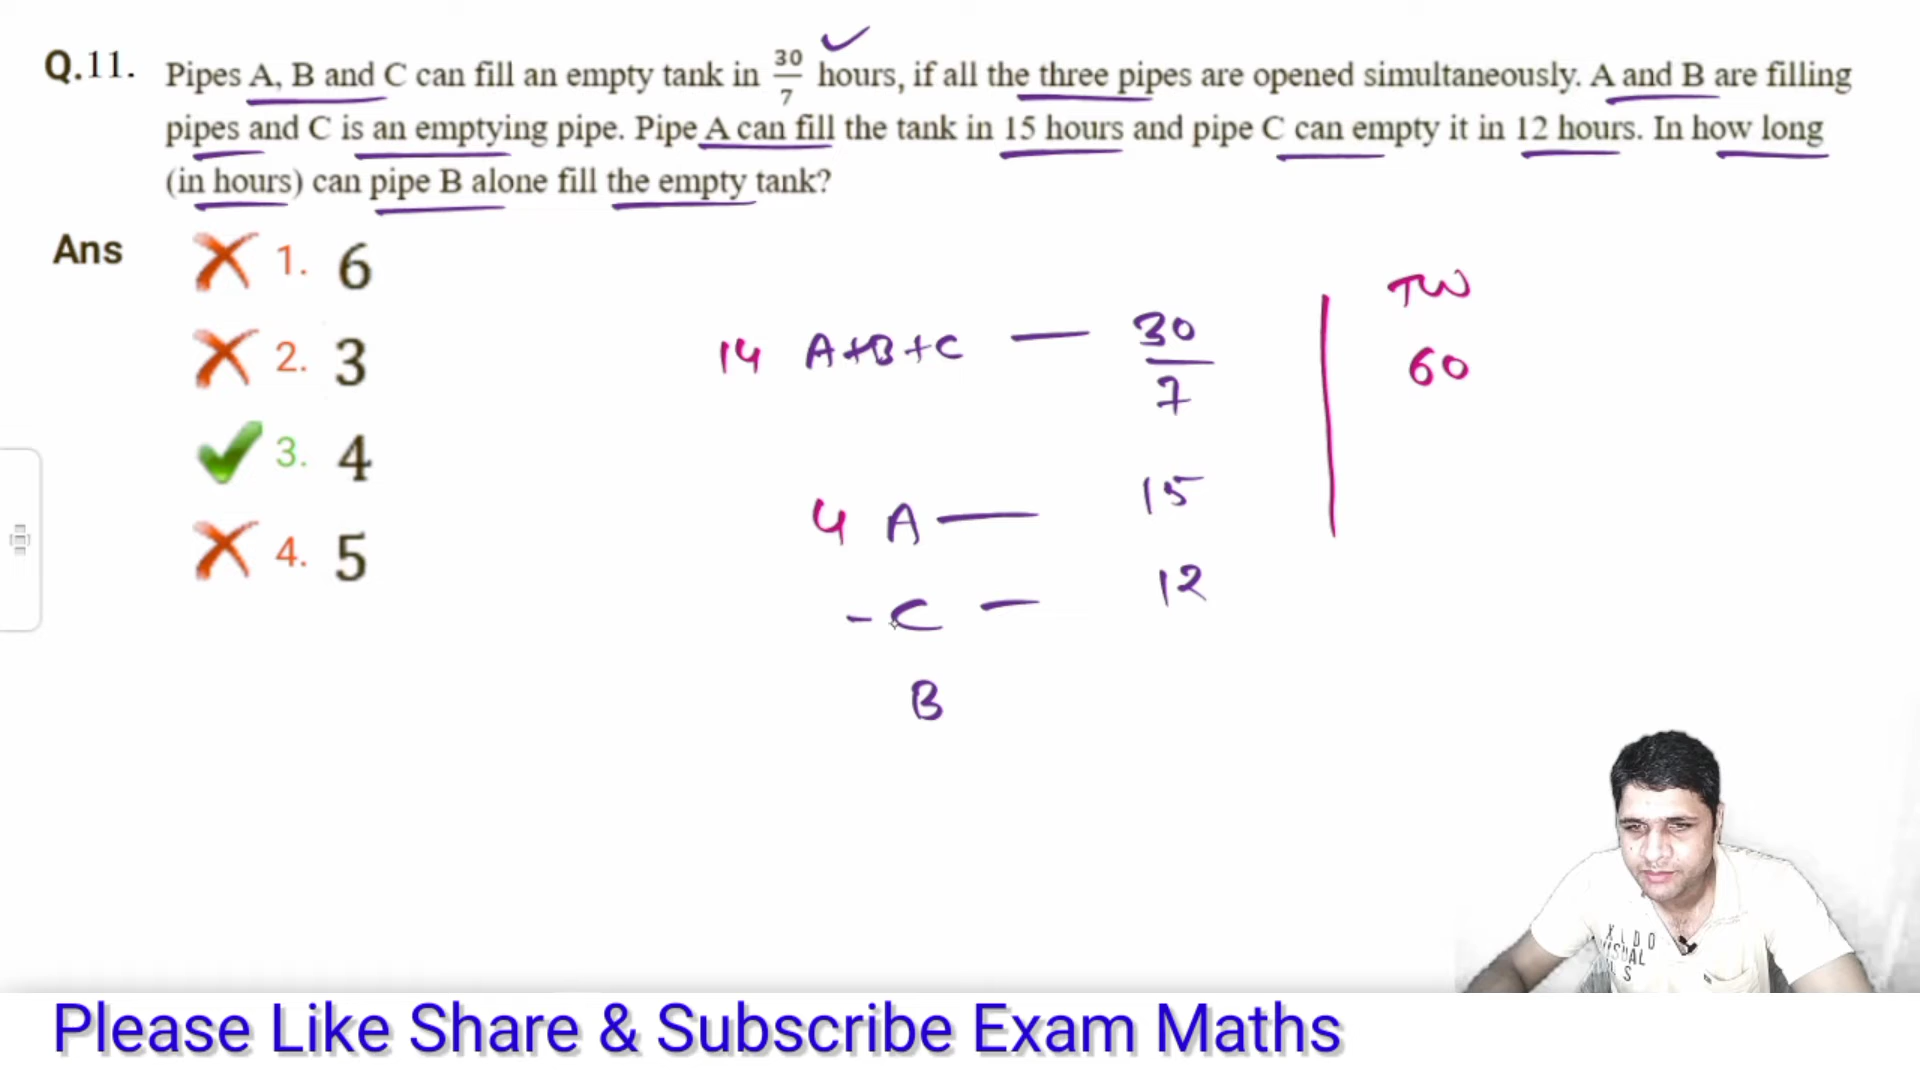 Q.11. Pipes A, B and C can fill an empty tank in 30/7 hours, if all the three pipes are opened simultaneously. A and B are filling
pipes and C is an emptying pipe. Pipe A can fill the tank in 15 hours and pipe C can empty it in 12 hours. In how long
(in hours) can pipe B alone fill the empty tank?
Ans
1. 6
2. 3
3. 4
4. 5
14 A+B+C — 30/7
TW
60
4 A — 15
- C — 12
B
X L D O
VISUAL
L S
Please Like Share & Subscribe Exam Maths